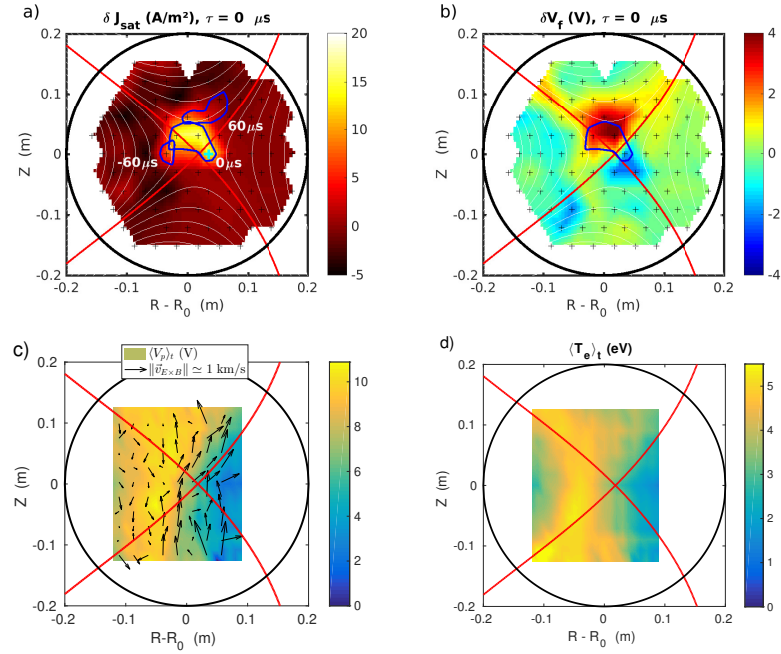 a) δ J_sat (A/m²), τ = 0 μs
0.2
0.1
0
-0.1
-0.2
Z (m)
-0.2 -0.1 0 0.1 0.2
R - R_0 (m)
60μs
-60μs
0μs
20
15
10
5
0
-5
b) δV_f (V), τ = 0 μs
0.2
0.1
0
-0.1
-0.2
Z (m)
-0.2 -0.1 0 0.1 0.2
R - R_0 (m)
4
2
0
-2
-4
c)
⟨V_p⟩_t (V)
‖v⃗_{E×B}‖ ≃ 1 km/s
0.2
0.1
0
-0.1
-0.2
Z (m)
-0.2 -0.1 0 0.1 0.2
R-R_0 (m)
10
8
6
4
2
0
d) ⟨T_e⟩_t (eV)
0.2
0.1
0
-0.1
-0.2
Z (m)
-0.2 -0.1 0 0.1 0.2
R - R_0 (m)
5
4
3
2
1
0